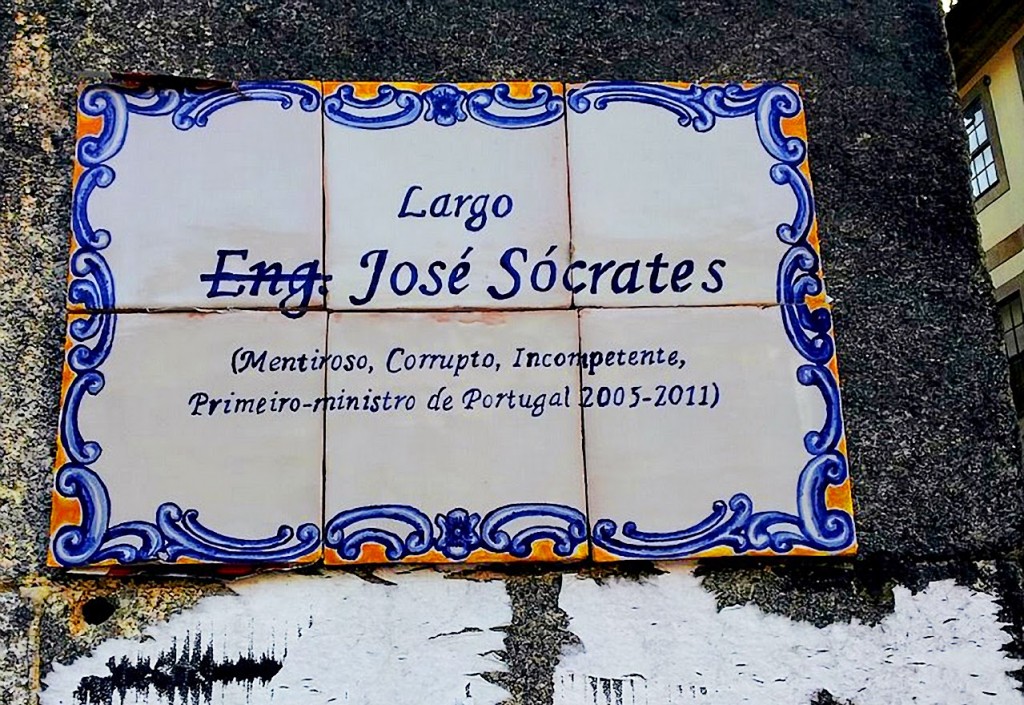 Largo
Eng. José Sócrates
(Mentiroso, Corrupto, Incompetente,
Primeiro-ministro de Portugal 2005-2011)